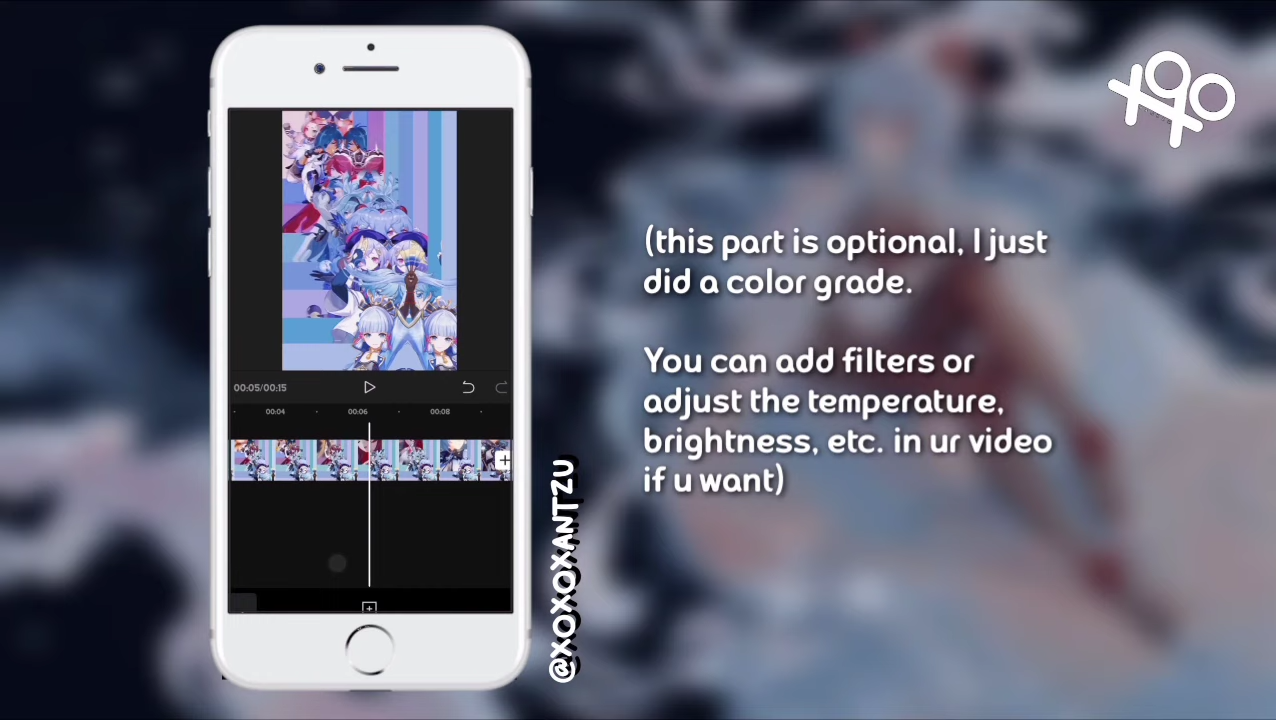 XOXO
(this part is optional, I just
did a color grade.
You can add filters or
adjust the temperature,
brightness, etc. in ur video
if u want)
00:05/00:15
00:04
00:06
00:08
@XOXOXANTZU